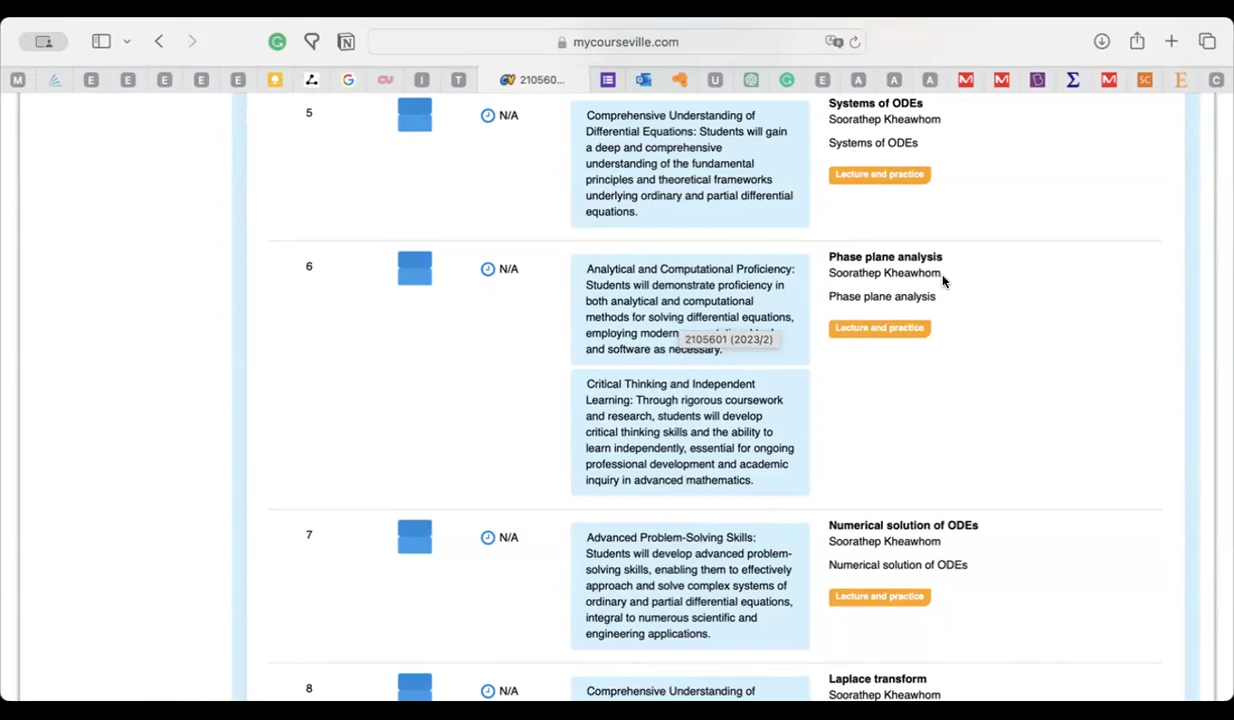 mycourseville.com
M
E
E
E
E
E
G
CU
I
T
210560...
U
E
A
A
A
Σ
SC
E
C
5
N/A
Comprehensive Understanding of
Differential Equations: Students will gain
a deep and comprehensive
understanding of the fundamental
principles and theoretical frameworks
underlying ordinary and partial differential
equations.
Systems of ODEs
Soorathep Kheawhom
Systems of ODEs
Lecture and practice
6
N/A
Analytical and Computational Proficiency:
Students will demonstrate proficiency in
both analytical and computational
methods for solving differential equations,
employing modern
and software as necessary.
2105601 (2023/2)
Critical Thinking and Independent
Learning: Through rigorous coursework
and research, students will develop
critical thinking skills and the ability to
learn independently, essential for ongoing
professional development and academic
inquiry in advanced mathematics.
Phase plane analysis
Soorathep Kheawhom
Phase plane analysis
Lecture and practice
7
N/A
Advanced Problem-Solving Skills:
Students will develop advanced problem-
solving skills, enabling them to effectively
approach and solve complex systems of
ordinary and partial differential equations,
integral to numerous scientific and
engineering applications.
Numerical solution of ODEs
Soorathep Kheawhom
Numerical solution of ODEs
Lecture and practice
8
N/A
Comprehensive Understanding of
Laplace transform
Soorathep Kheawhom